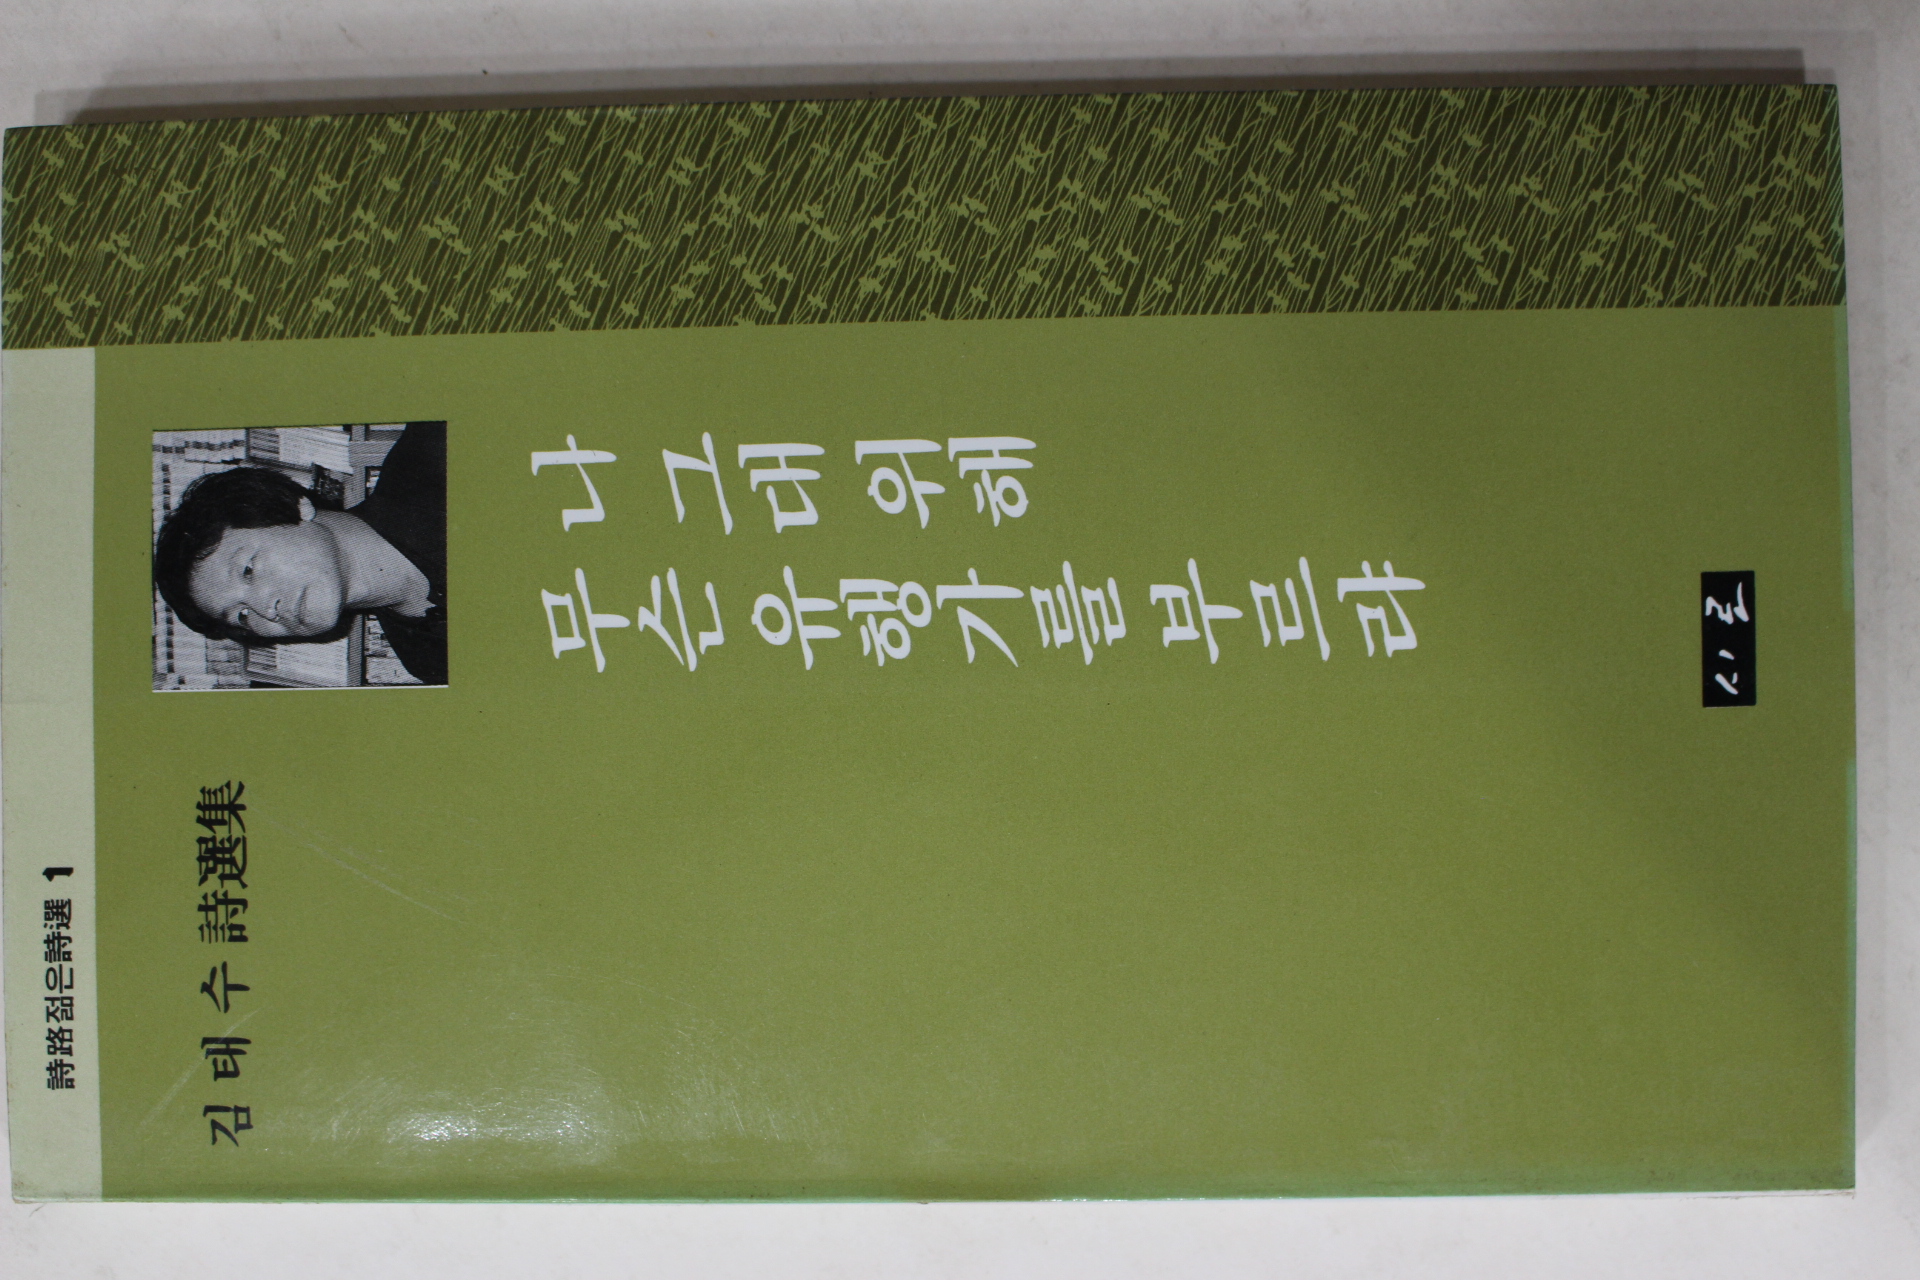 詩路젊은詩選 1
김태수 詩選集
나 그대 위해
무슨 유행가를 부르랴
시로